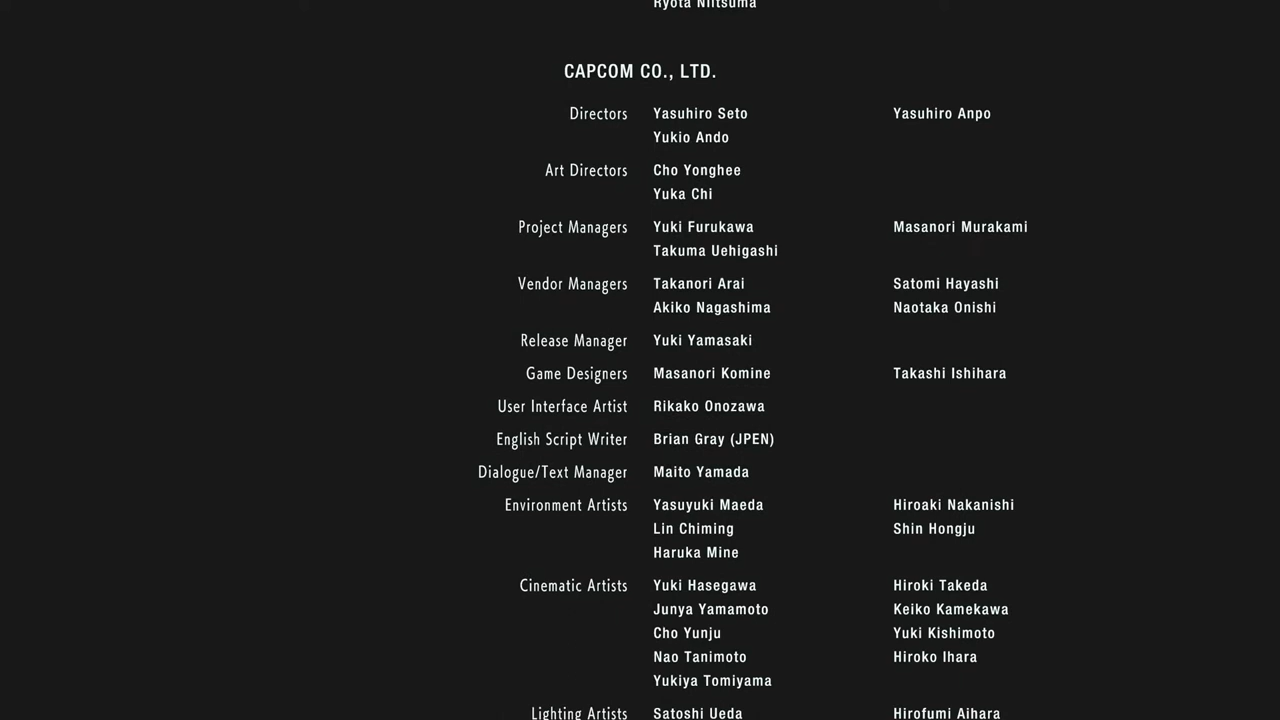 Ryota Niitsuma
CAPCOM CO., LTD.
Directors Yasuhiro Seto Yasuhiro Anpo
Yukio Ando
Art Directors Cho Yonghee
Yuka Chi
Project Managers Yuki Furukawa Masanori Murakami
Takuma Uehigashi
Vendor Managers Takanori Arai Satomi Hayashi
Akiko Nagashima Naotaka Onishi
Release Manager Yuki Yamasaki
Game Designers Masanori Komine Takashi Ishihara
User Interface Artist Rikako Onozawa
English Script Writer Brian Gray (JPEN)
Dialogue/Text Manager Maito Yamada
Environment Artists Yasuyuki Maeda Hiroaki Nakanishi
Lin Chiming Shin Hongju
Haruka Mine
Cinematic Artists Yuki Hasegawa Hiroki Takeda
Junya Yamamoto Keiko Kamekawa
Cho Yunju Yuki Kishimoto
Nao Tanimoto Hiroko Ihara
Yukiya Tomiyama
Lighting Artists Satoshi Ueda Hirofumi Aihara